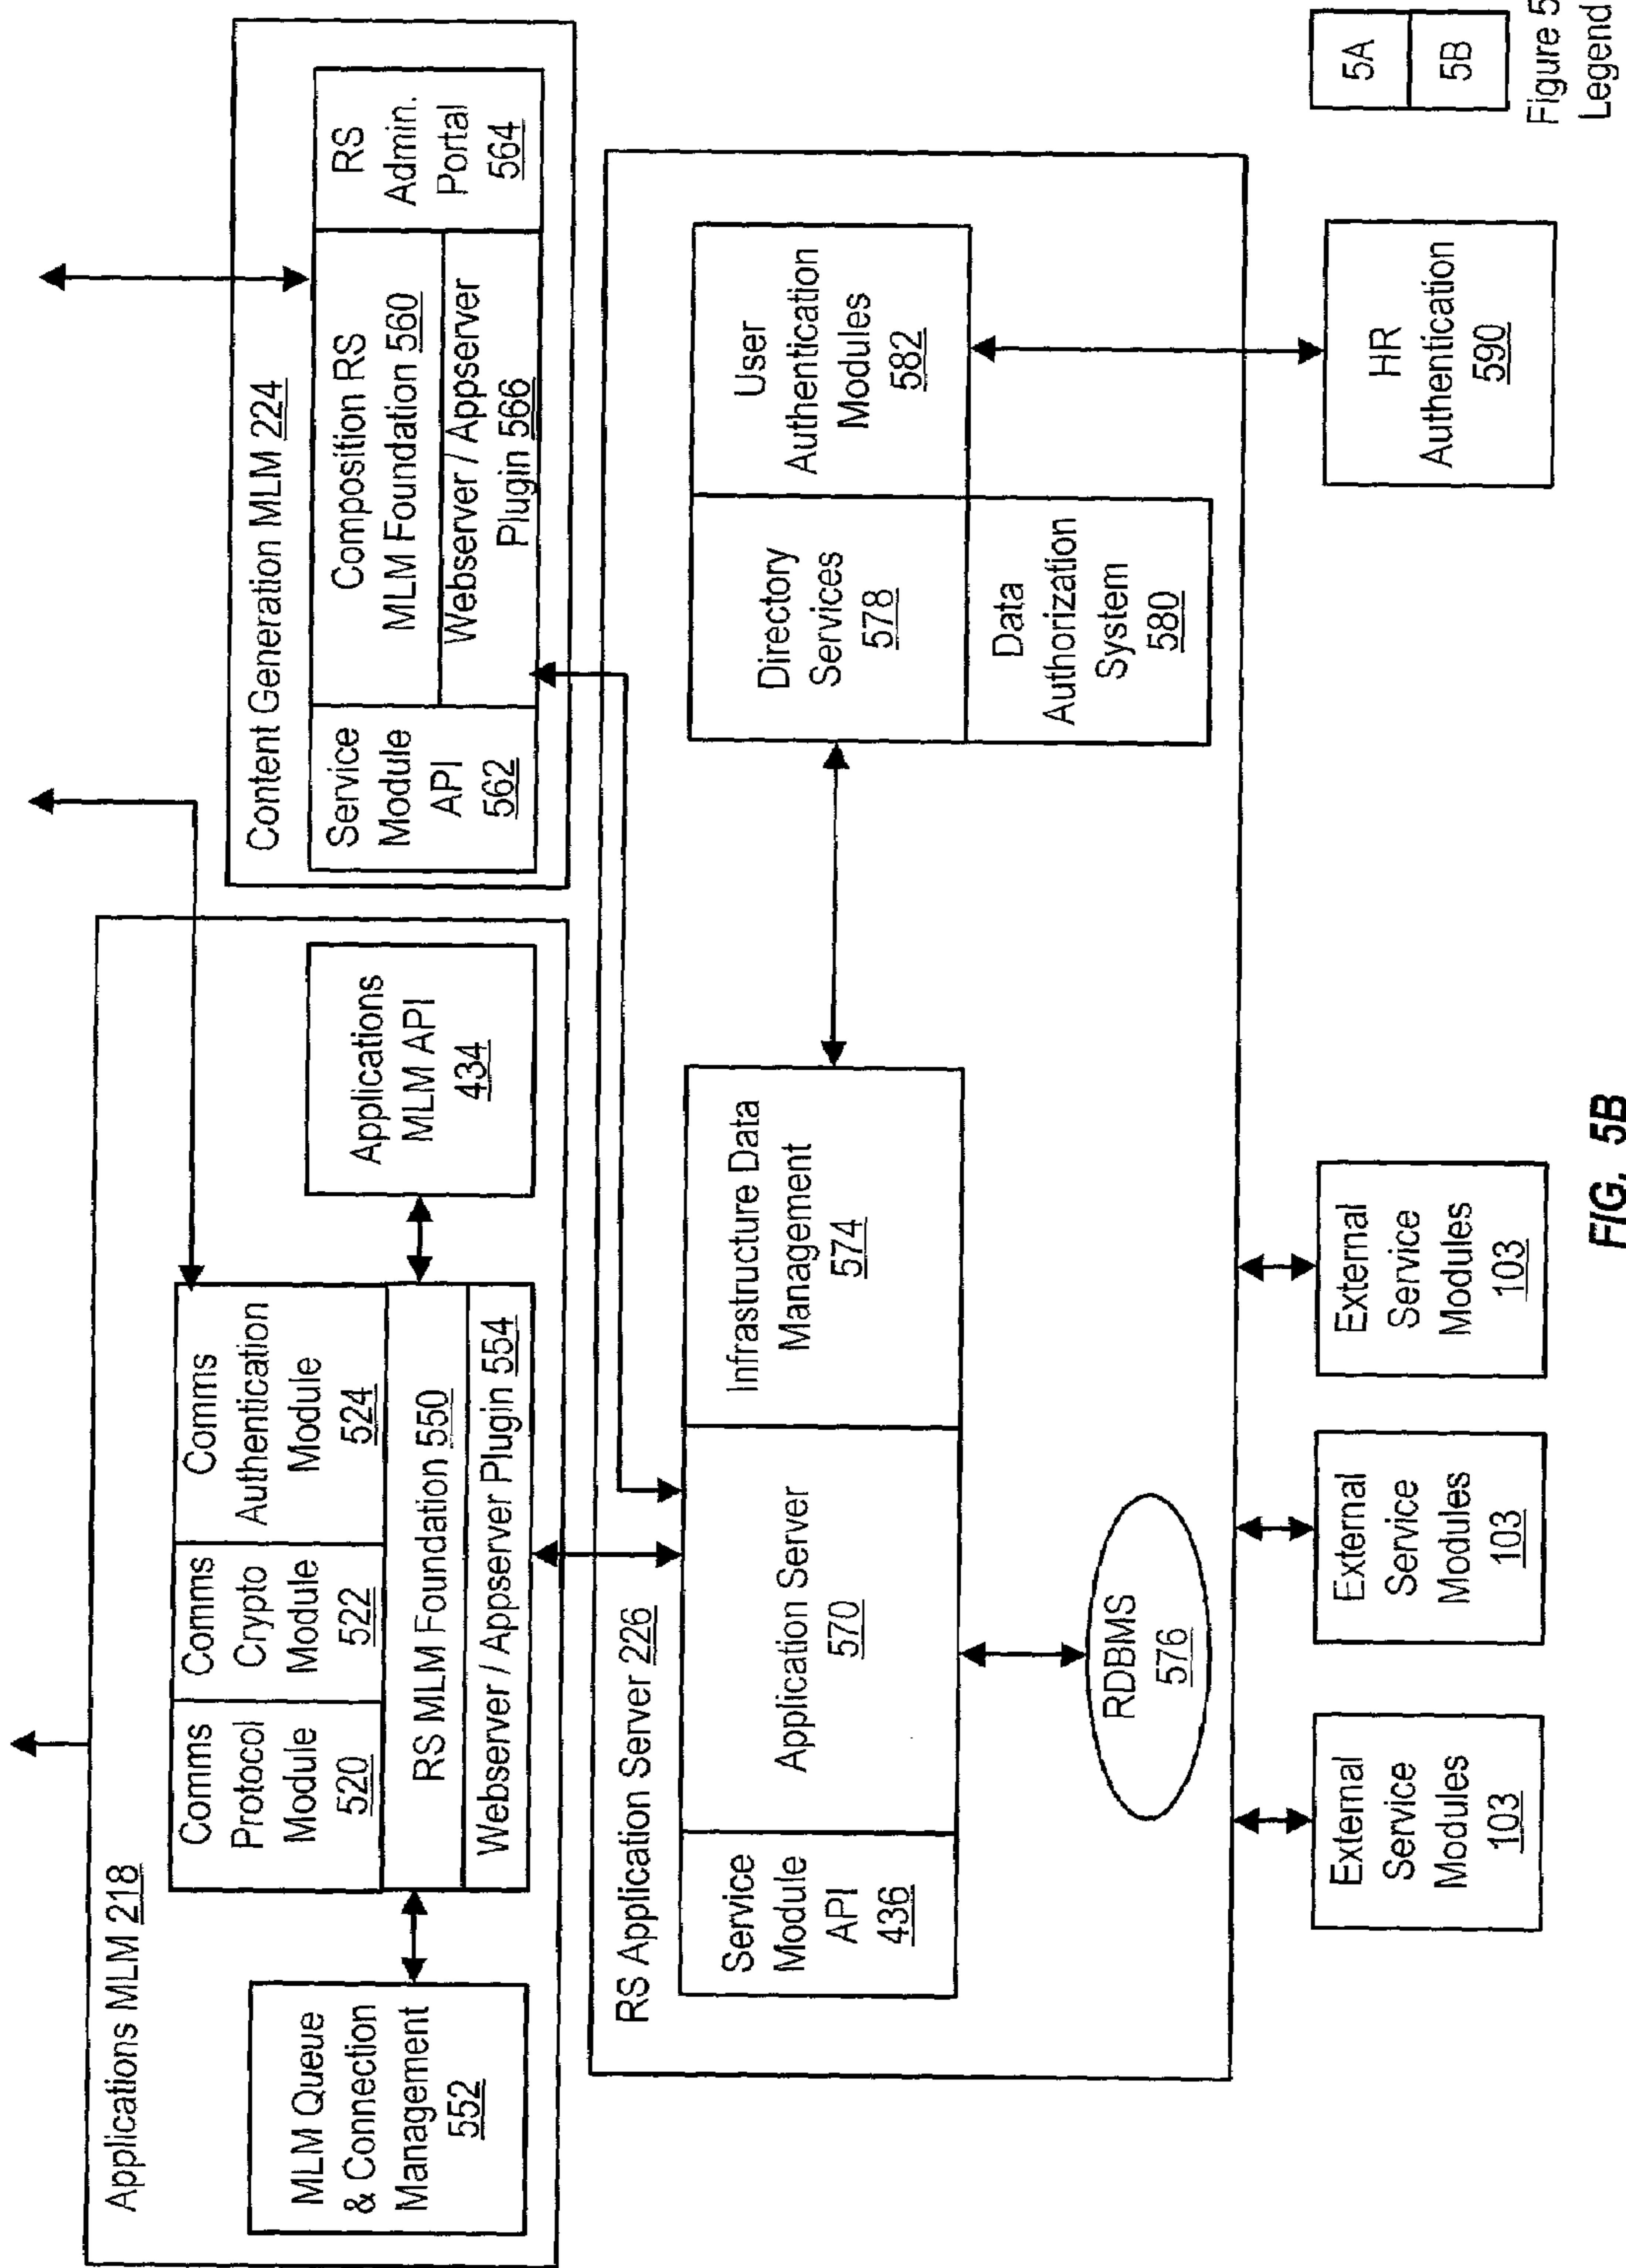 Applications MLM 218
MLM Queue
& Connection
Management
552
Comms
Protocol
Module
520
Comms
Crypto
Module
522
Comms
Authentication
Module
524
RS MLM Foundation 550
Webserver / Appserver Plugin 554
Applications
MLM API
434
Content Generation MLM 224
Service
Module
API
562
Composition RS
MLM Foundation 560
Webserver / Appserver
Plugin 566
RS
Admin.
Portal
564
RS Application Server 226
Service
Module
API
436
Application Server
570
Infrastructure Data
Management
574
RDBMS
576
Directory
Services
578
User
Authentication
Modules
582
Data
Authorization
System
580
External
Service
Modules
103
External
Service
Modules
103
External
Service
Modules
103
HR
Authentication
590
5A
5B
Figure 5
Legend
FIG. 5B